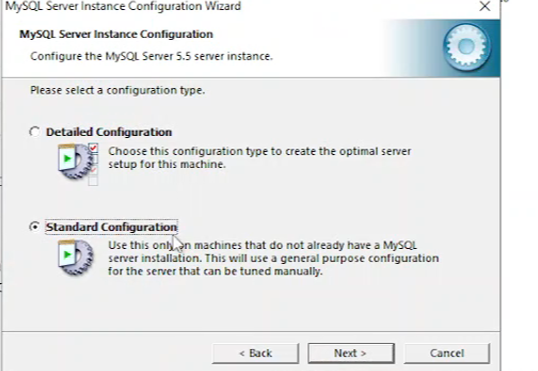 MySQL Server Instance Configuration Wizard
MySQL Server Instance Configuration
Configure the MySQL Server 5.5 server instance.
Please select a configuration type.
Detailed Configuration
Choose this configuration type to create the optimal server
setup for this machine.
Standard Configuration
Use this only on machines that do not already have a MySQL
server installation. This will use a general purpose configuration
for the server that can be tuned manually.
< Back
Next >
Cancel